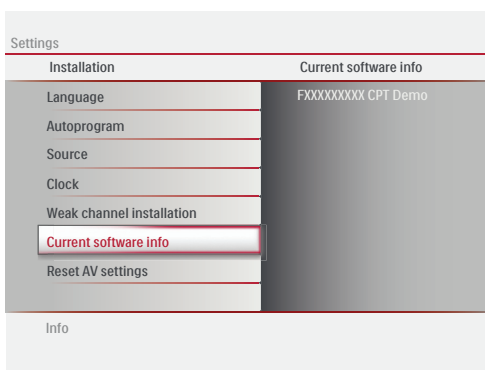 Settings
Installation
Current software info
Language
FXXXXXXXXX CPT Demo
Autoprogram
Source
Clock
Weak channel installation
Current software info
Reset AV settings
Info